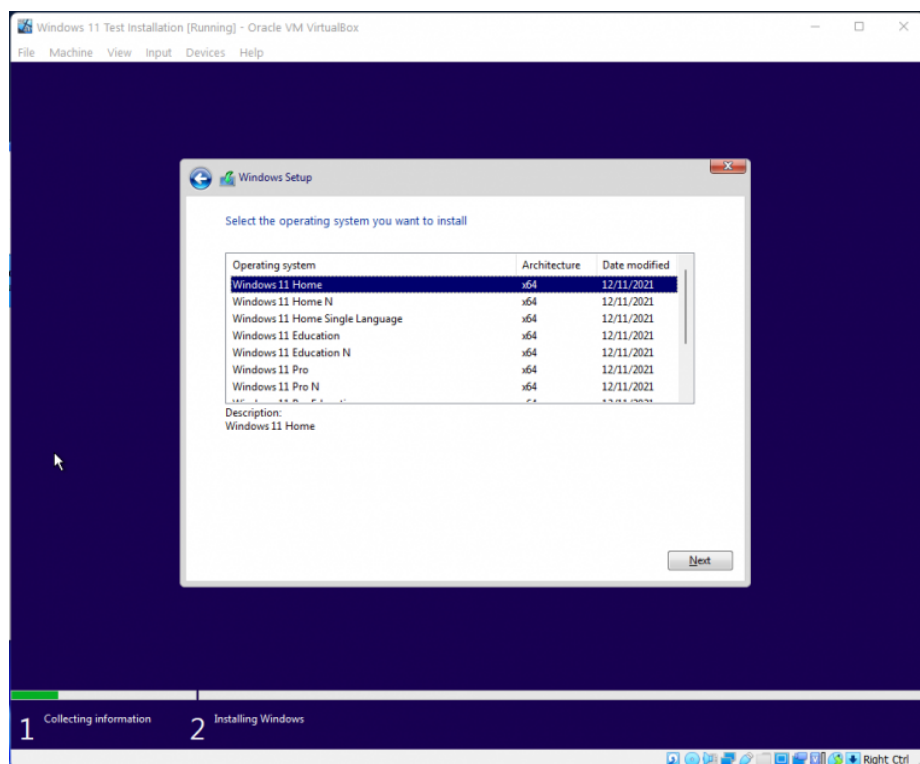 Windows 11 Test Installation [Running] - Oracle VM VirtualBox
File Machine View Input Devices Help
Windows Setup
Select the operating system you want to install
Operating system Architecture Date modified
Windows 11 Home x64 12/11/2021
Windows 11 Home N x64 12/11/2021
Windows 11 Home Single Language x64 12/11/2021
Windows 11 Education x64 12/11/2021
Windows 11 Education N x64 12/11/2021
Windows 11 Pro x64 12/11/2021
Windows 11 Pro N x64 12/11/2021
Description:
Windows 11 Home
Next
1 Collecting information 2 Installing Windows
Right Ctrl